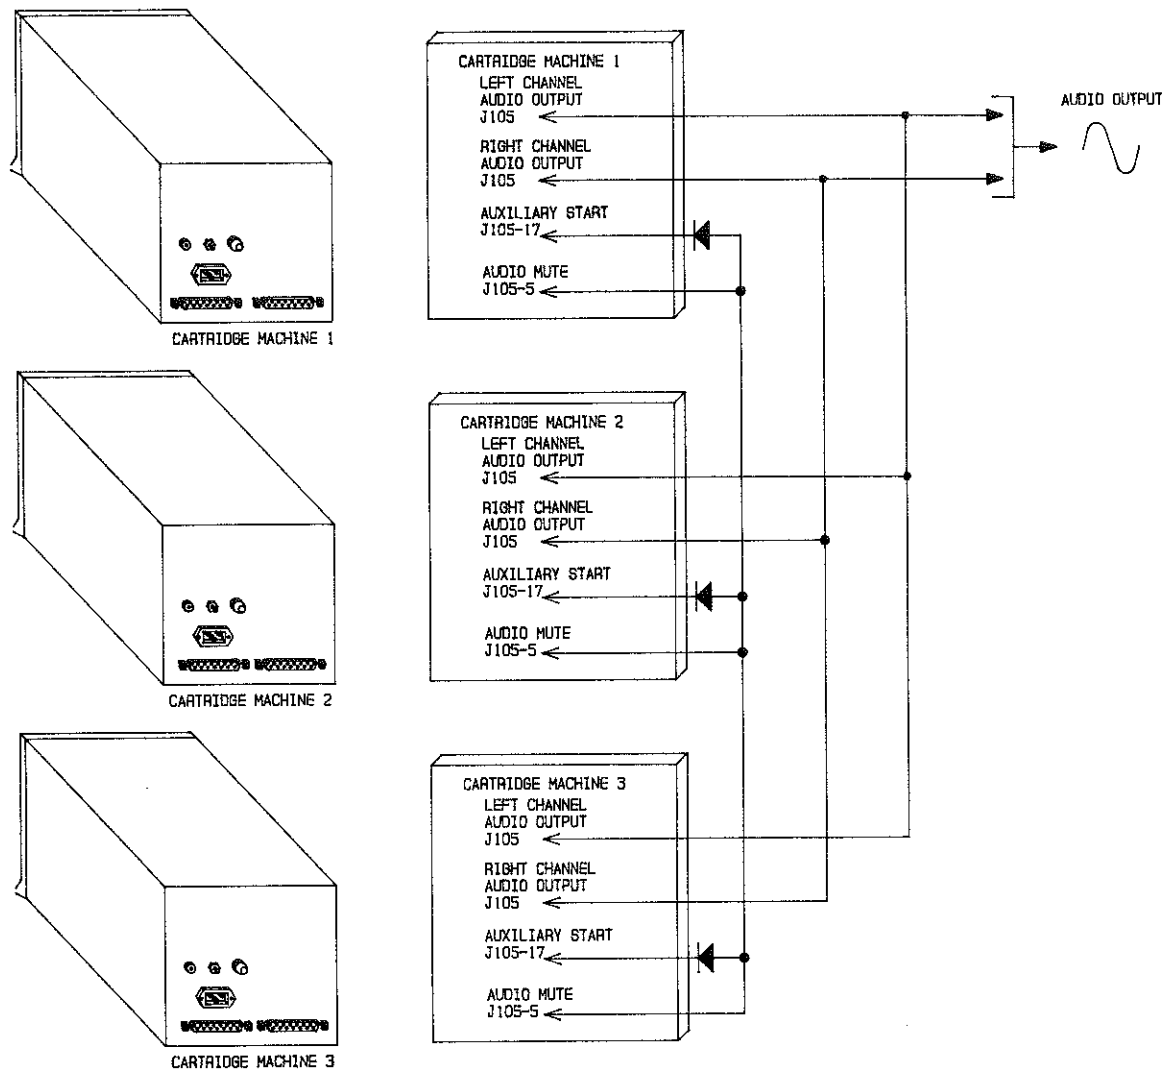 CARTRIDGE MACHINE 1
LEFT CHANNEL
AUDIO OUTPUT
J105
RIGHT CHANNEL
AUDIO OUTPUT
J105
AUXILIARY START
J105-17
AUDIO MUTE
J105-5
AUDIO OUTPUT
CARTRIDGE MACHINE 1
CARTRIDGE MACHINE 2
LEFT CHANNEL
AUDIO OUTPUT
J105
RIGHT CHANNEL
AUDIO OUTPUT
J105
AUXILIARY START
J105-17
AUDIO MUTE
J105-5
CARTRIDGE MACHINE 2
CARTRIDGE MACHINE 3
LEFT CHANNEL
AUDIO OUTPUT
J105
RIGHT CHANNEL
AUDIO OUTPUT
J105
AUXILIARY START
J105-17
AUDIO MUTE
J105-5
CARTRIDGE MACHINE 3